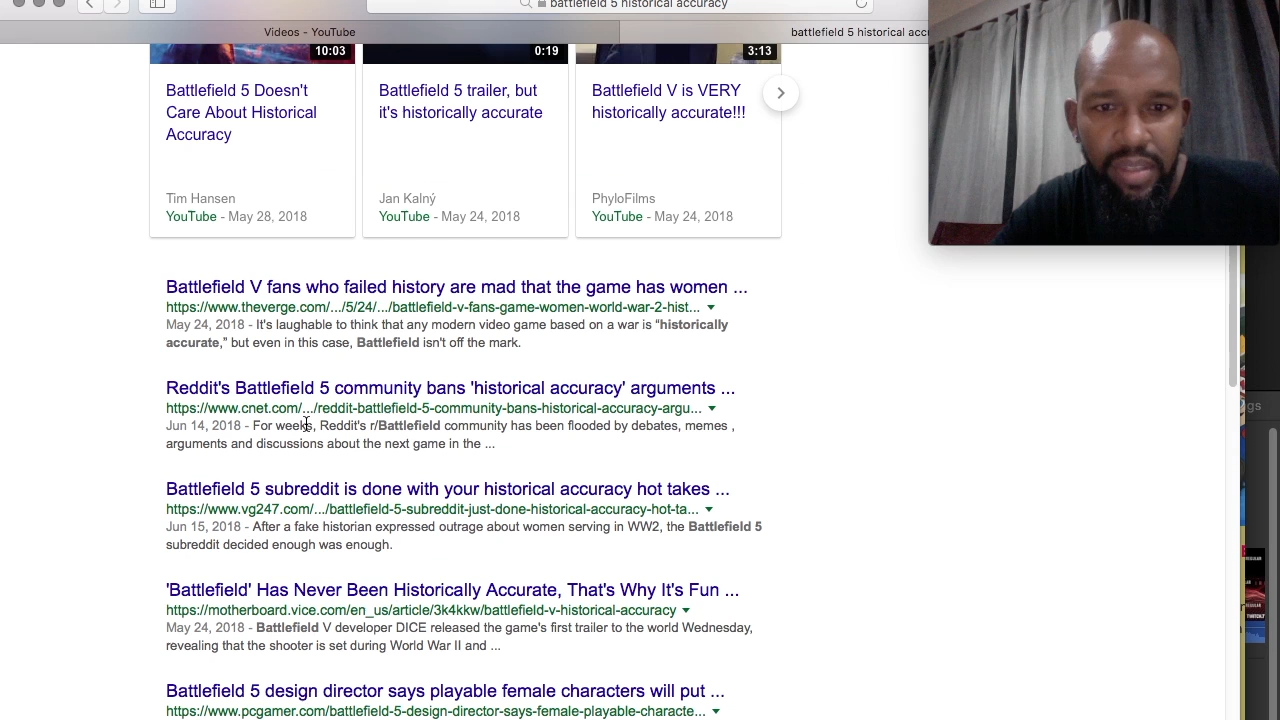 battlefield 5 historical accuracy
Videos - YouTube
battlefield 5 historical acc
10:03
0:19
3:13
Battlefield 5 Doesn't
Care About Historical
Accuracy
Tim Hansen
YouTube - May 28, 2018
Battlefield 5 trailer, but
it's historically accurate
Jan Kalný
YouTube - May 24, 2018
Battlefield V is VERY
historically accurate!!!
PhyloFilms
YouTube - May 24, 2018
Battlefield V fans who failed history are mad that the game has women ...
https://www.theverge.com/.../5/24/.../battlefield-v-fans-game-women-world-war-2-hist...
May 24, 2018 - It's laughable to think that any modern video game based on a war is “historically
accurate,” but even in this case, Battlefield isn't off the mark.
Reddit's Battlefield 5 community bans 'historical accuracy' arguments ...
https://www.cnet.com/.../reddit-battlefield-5-community-bans-historical-accuracy-argu...
Jun 14, 2018 - For weeks, Reddit's r/Battlefield community has been flooded by debates, memes ,
arguments and discussions about the next game in the ...
Battlefield 5 subreddit is done with your historical accuracy hot takes ...
https://www.vg247.com/.../battlefield-5-subreddit-just-done-historical-accuracy-hot-ta...
Jun 15, 2018 - After a fake historian expressed outrage about women serving in WW2, the Battlefield 5
subreddit decided enough was enough.
'Battlefield' Has Never Been Historically Accurate, That's Why It's Fun ...
https://motherboard.vice.com/en_us/article/3k4kkw/battlefield-v-historical-accuracy
May 24, 2018 - Battlefield V developer DICE released the game's first trailer to the world Wednesday,
revealing that the shooter is set during World War II and ...
Battlefield 5 design director says playable female characters will put ...
https://www.pcgamer.com/battlefield-5-design-director-says-female-playable-characte...
gs